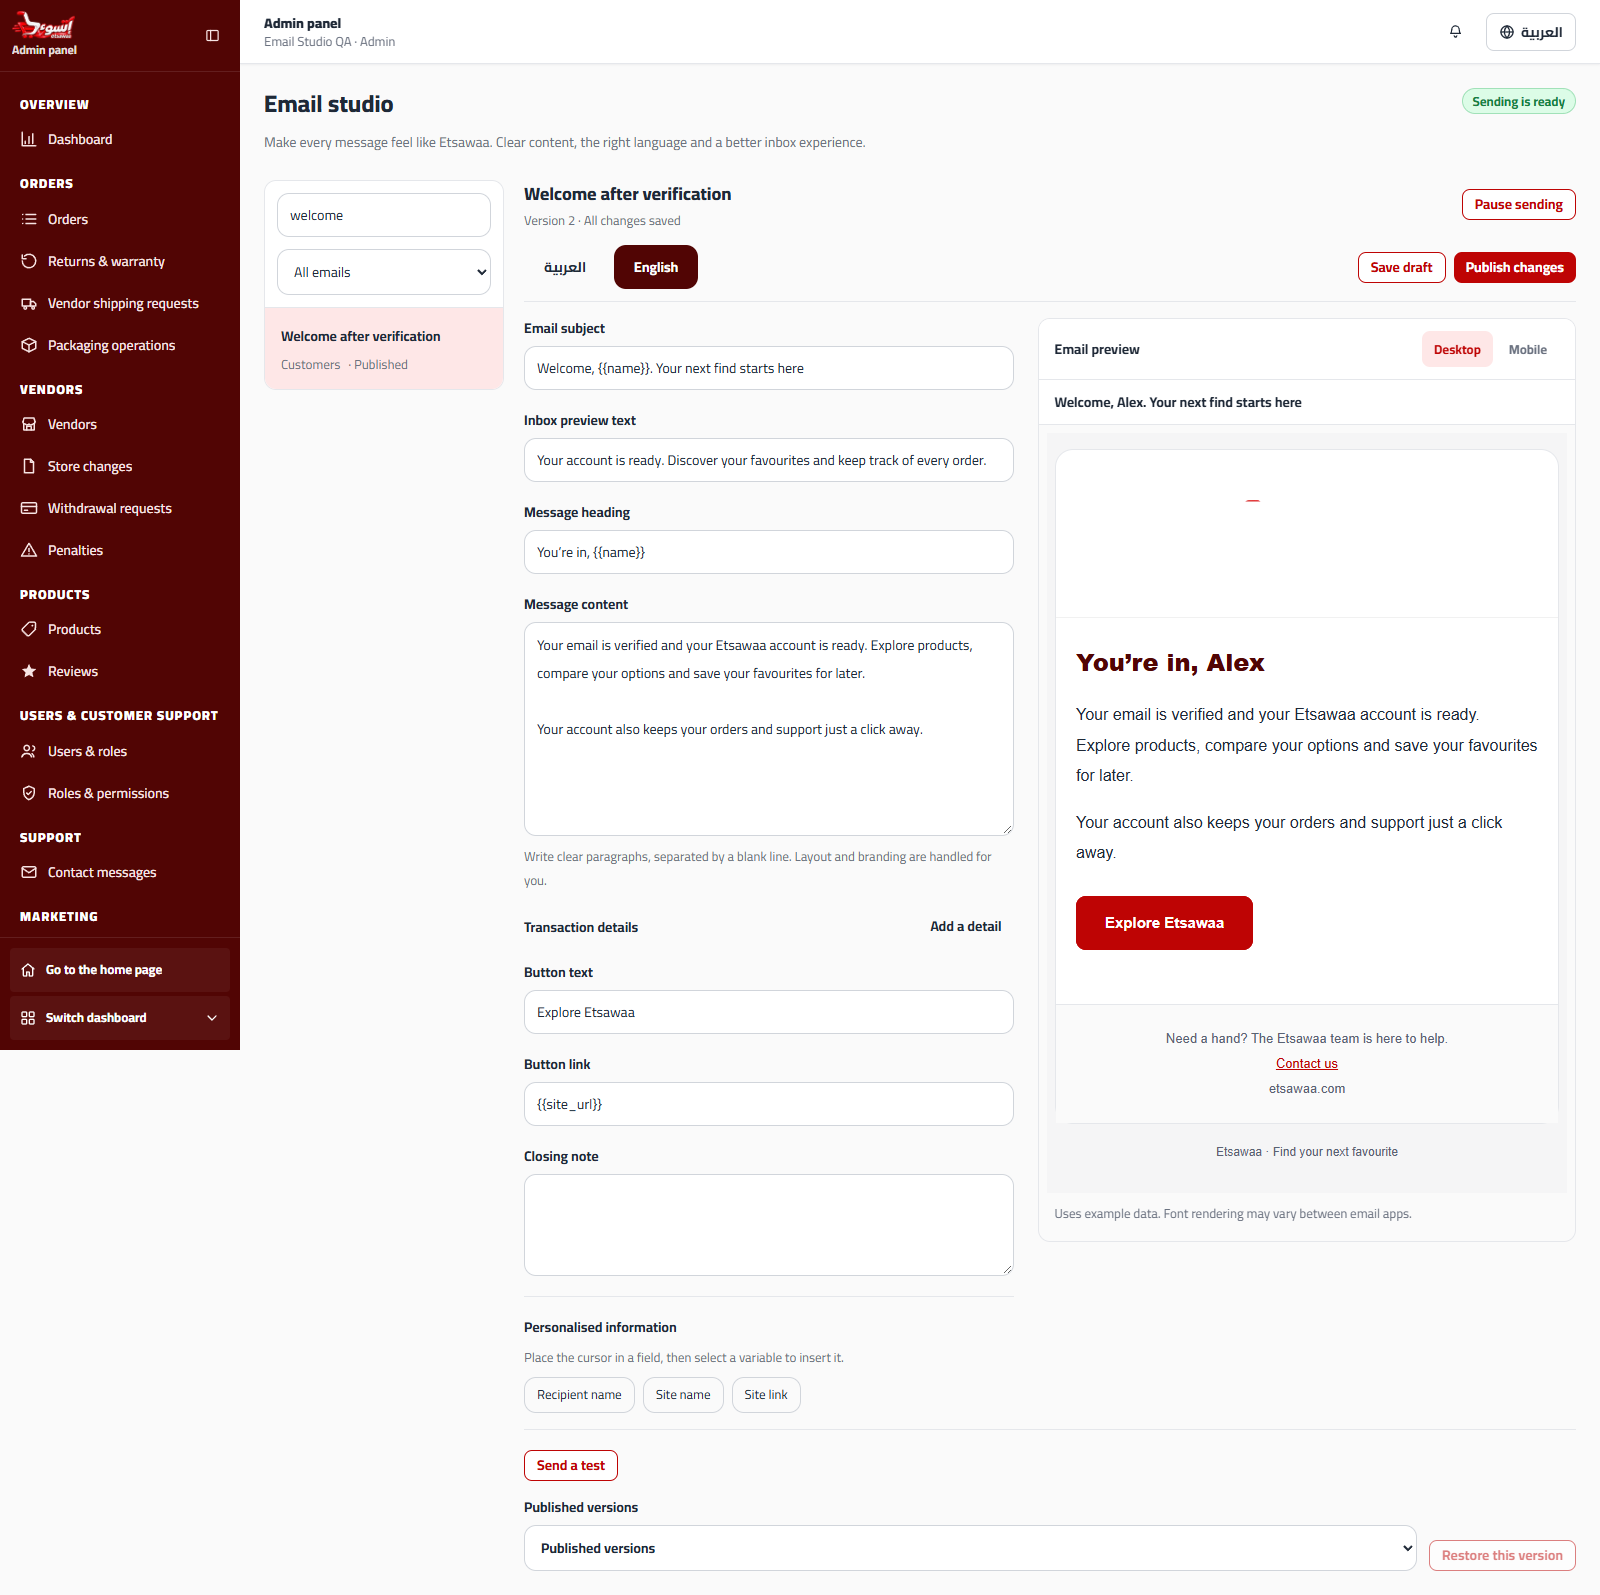 آتسوع
ETSAWAA
Admin panel
OVERVIEW
Dashboard
ORDERS
Orders
Returns & warranty
Vendor shipping requests
Packaging operations
VENDORS
Vendors
Store changes
Withdrawal requests
Penalties
PRODUCTS
Products
Reviews
USERS & CUSTOMER SUPPORT
Users & roles
Roles & permissions
SUPPORT
Contact messages
MARKETING
Go to the home page
Switch dashboard
Admin panel
Email Studio QA · Admin
العربية
Email studio
Sending is ready
Make every message feel like Etsawaa. Clear content, the right language and a better inbox experience.
welcome
All emails
Welcome after verification
Customers · Published
Welcome after verification
Version 2 · All changes saved
Pause sending
العربية
English
Save draft
Publish changes
Email subject
Welcome, {{name}}. Your next find starts here
Inbox preview text
Your account is ready. Discover your favourites and keep track of every order.
Message heading
You’re in, {{name}}
Message content
Your email is verified and your Etsawaa account is ready. Explore products,
compare your options and save your favourites for later.
Your account also keeps your orders and support just a click away.
Write clear paragraphs, separated by a blank line. Layout and branding are handled for
you.
Transaction details
Add a detail
Button text
Explore Etsawaa
Button link
{{site_url}}
Closing note
Personalised information
Place the cursor in a field, then select a variable to insert it.
Recipient name
Site name
Site link
Send a test
Published versions
Published versions
Restore this version
Email preview
Desktop
Mobile
Welcome, Alex. Your next find starts here
You’re in, Alex
Your email is verified and your Etsawaa account is ready.
Explore products, compare your options and save your favourites
for later.
Your account also keeps your orders and support just a click
away.
Explore Etsawaa
Need a hand? The Etsawaa team is here to help.
Contact us
etsawaa.com
Etsawaa · Find your next favourite
Uses example data. Font rendering may vary between email apps.